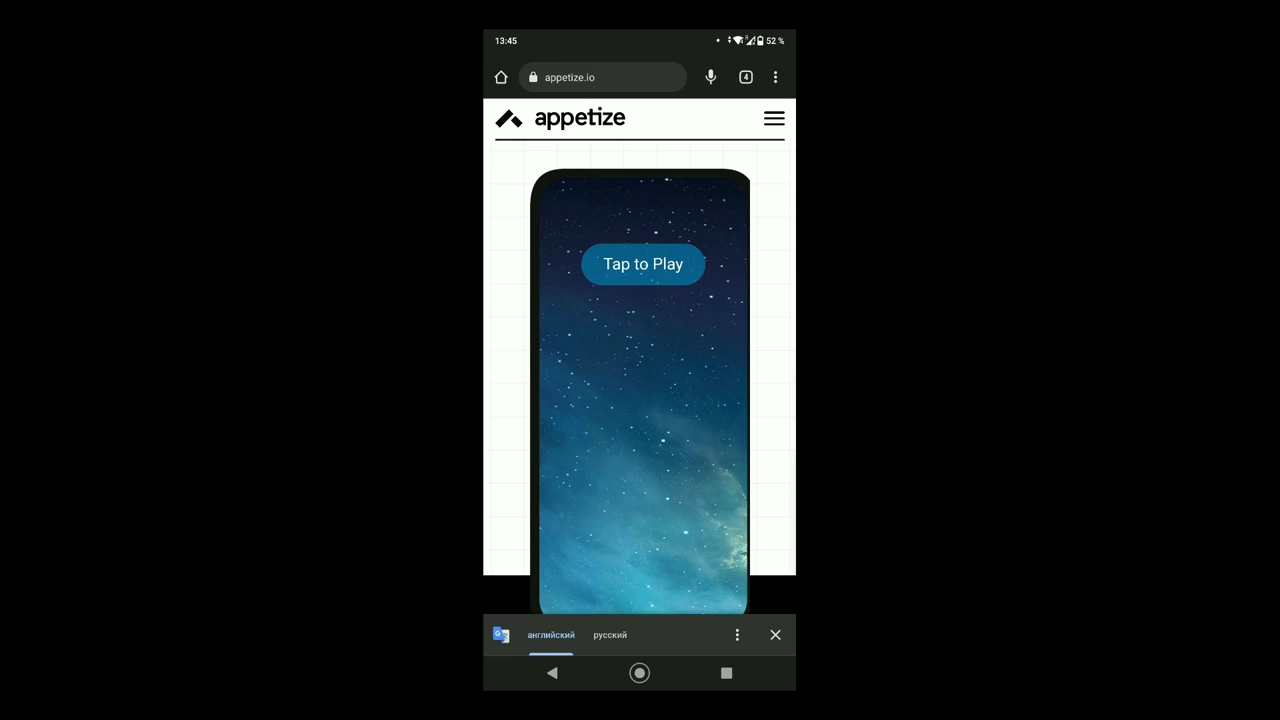 13:45
52 %
appetize.io
4
appetize
Tap to Play
английский
русский